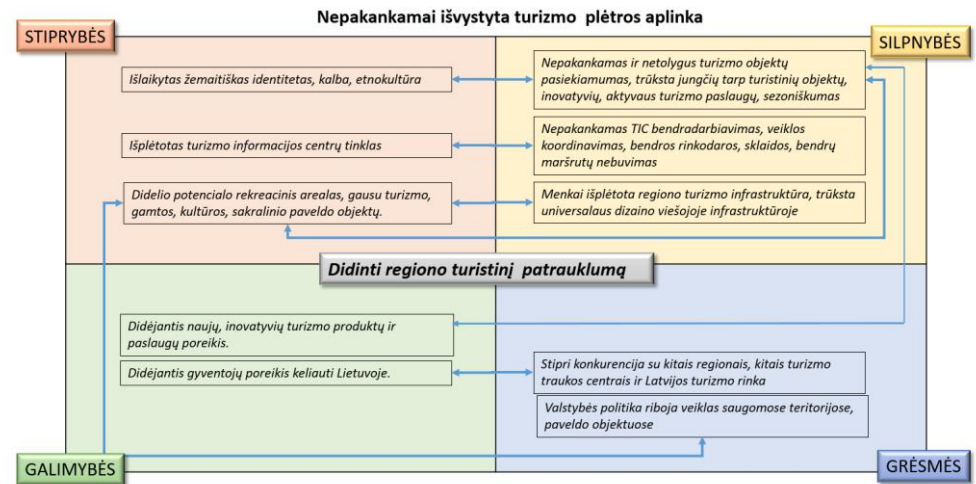 Nepakankamai išvystyta turizmo plėtros aplinka
STIPRYBĖS
SILPNYBĖS
Išlaikytas žemaitiškas identitetas, kalba, etnokultūra
Nepakankamas ir netolygus turizmo objektų
pasiekiamumas, trūksta jungčių tarp turistinių objektų,
inovatyvių, aktyvaus turizmo paslaugų, sezoniškumas
Išplėtotas turizmo informacijos centrų tinklas
Nepakankamas TIC bendradarbiavimas, veiklos
koordinavimas, bendros rinkodaros, sklaidos, bendrų
maršrutų nebuvimas
Didelio potencialo rekreacinis arealas, gausu turizmo,
gamtos, kultūros, sakralinio paveldo objektų.
Menkai išplėtota regiono turizmo infrastruktūra, trūksta
universalaus dizaino viešojoje infrastruktūroje
Didinti regiono turistinį patrauklumą
Didėjantis naujų, inovatyvių turizmo produktų ir
paslaugų poreikis.
Didėjantis gyventojų poreikis keliauti Lietuvoje.
Stipri konkurencija su kitais regionais, kitais turizmo
traukos centrais ir Latvijos turizmo rinka
Valstybės politika riboja veiklas saugomose teritorijose,
paveldo objektuose
GALIMYBĖS
GRĖSMĖS